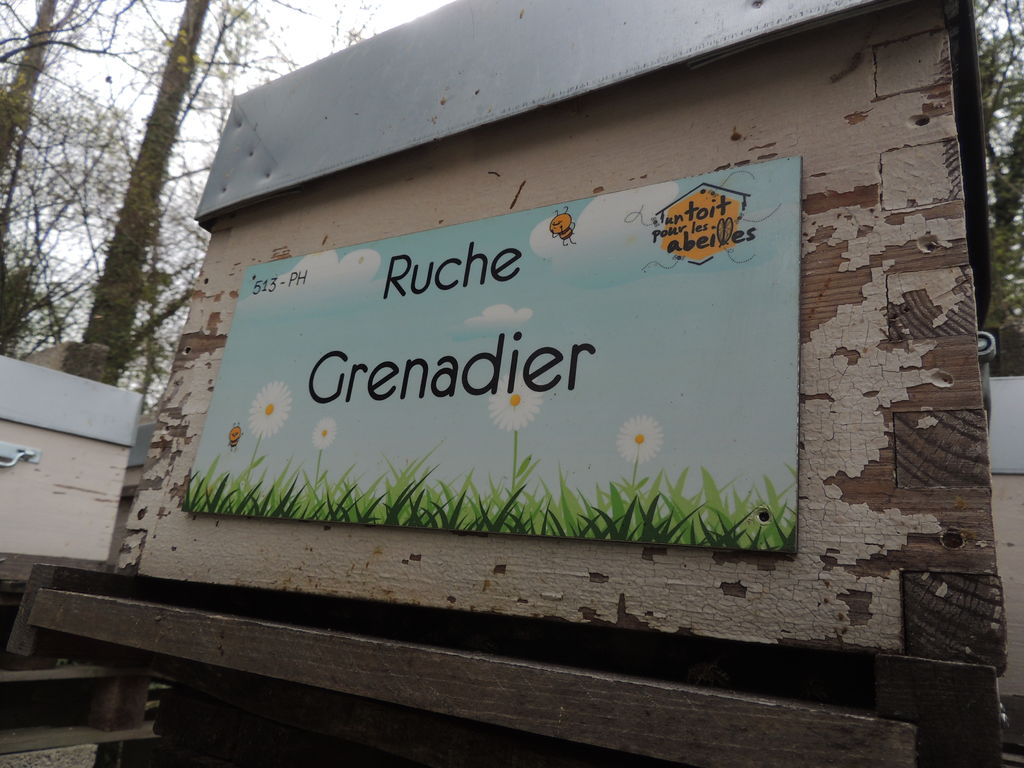 513 - PH
Ruche
Grenadier
un toit
pour les
abeilles